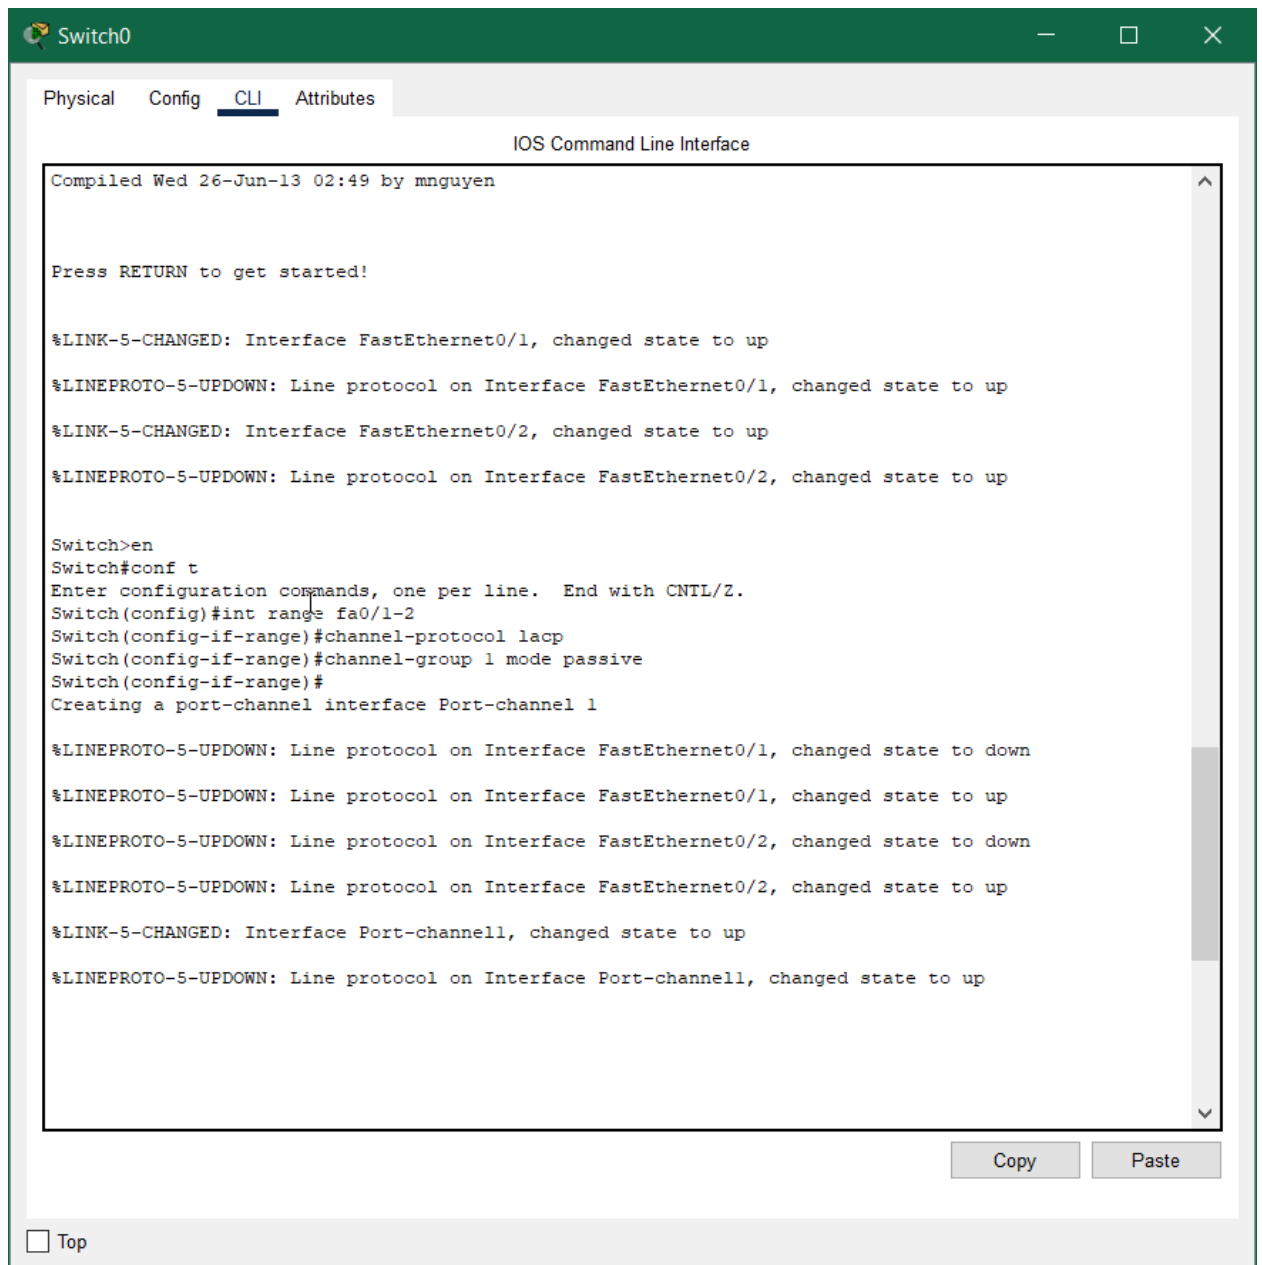 Switch0
Physical Config CLI Attributes
IOS Command Line Interface
Compiled Wed 26-Jun-13 02:49 by mnguyen
Press RETURN to get started!
%LINK-5-CHANGED: Interface FastEthernet0/1, changed state to up
%LINEPROTO-5-UPDOWN: Line protocol on Interface FastEthernet0/1, changed state to up
%LINK-5-CHANGED: Interface FastEthernet0/2, changed state to up
%LINEPROTO-5-UPDOWN: Line protocol on Interface FastEthernet0/2, changed state to up
Switch>en
Switch#conf t
Enter configuration commands, one per line.  End with CNTL/Z.
Switch(config)#int range fa0/1-2
Switch(config-if-range)#channel-protocol lacp
Switch(config-if-range)#channel-group 1 mode passive
Switch(config-if-range)#
Creating a port-channel interface Port-channel 1
%LINEPROTO-5-UPDOWN: Line protocol on Interface FastEthernet0/1, changed state to down
%LINEPROTO-5-UPDOWN: Line protocol on Interface FastEthernet0/1, changed state to up
%LINEPROTO-5-UPDOWN: Line protocol on Interface FastEthernet0/2, changed state to down
%LINEPROTO-5-UPDOWN: Line protocol on Interface FastEthernet0/2, changed state to up
%LINK-5-CHANGED: Interface Port-channel1, changed state to up
%LINEPROTO-5-UPDOWN: Line protocol on Interface Port-channel1, changed state to up
Copy Paste
Top